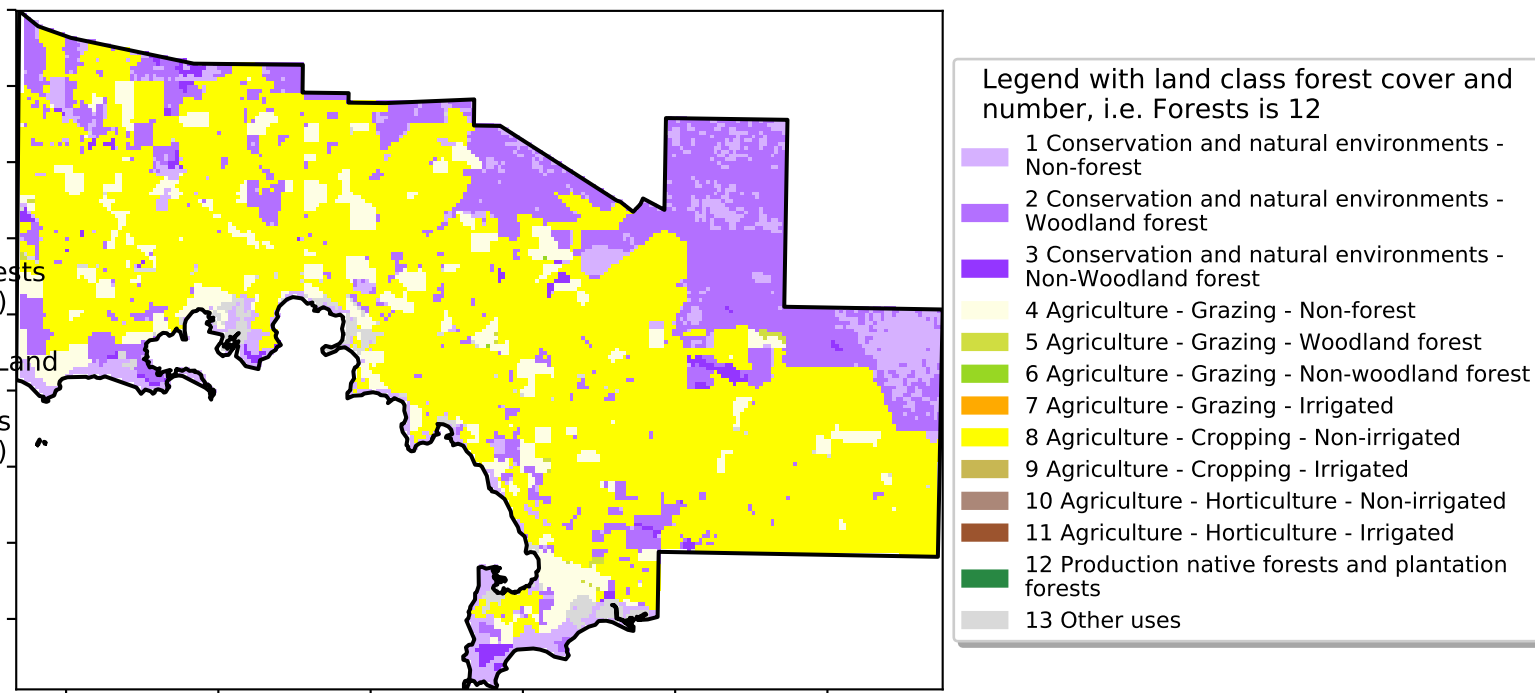 ests
)
Land
s
)
Legend with land class forest cover and
number, i.e. Forests is 12
1 Conservation and natural environments -
Non-forest
2 Conservation and natural environments -
Woodland forest
3 Conservation and natural environments -
Non-Woodland forest
4 Agriculture - Grazing - Non-forest
5 Agriculture - Grazing - Woodland forest
6 Agriculture - Grazing - Non-woodland forest
7 Agriculture - Grazing - Irrigated
8 Agriculture - Cropping - Non-irrigated
9 Agriculture - Cropping - Irrigated
10 Agriculture - Horticulture - Non-irrigated
11 Agriculture - Horticulture - Irrigated
12 Production native forests and plantation
forests
13 Other uses